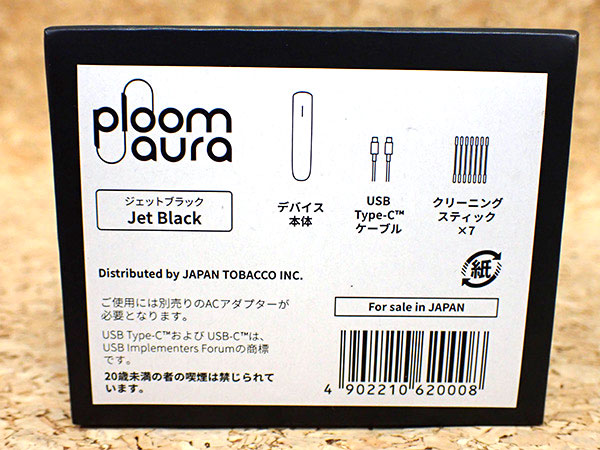 ploom
aura
ジェットブラック
Jet Black
デバイス
本体
USB
Type-C™
ケーブル
クリーニング
スティック
×7
紙
Distributed by JAPAN TOBACCO INC.
For sale in JAPAN
ご使用には別売りのACアダプターが
必要となります。
USB Type-C™および USB-C™は、
USB Implementers Forumの商標
です。
20歳未満の者の喫煙は禁じられて
います。
4 902210 620008